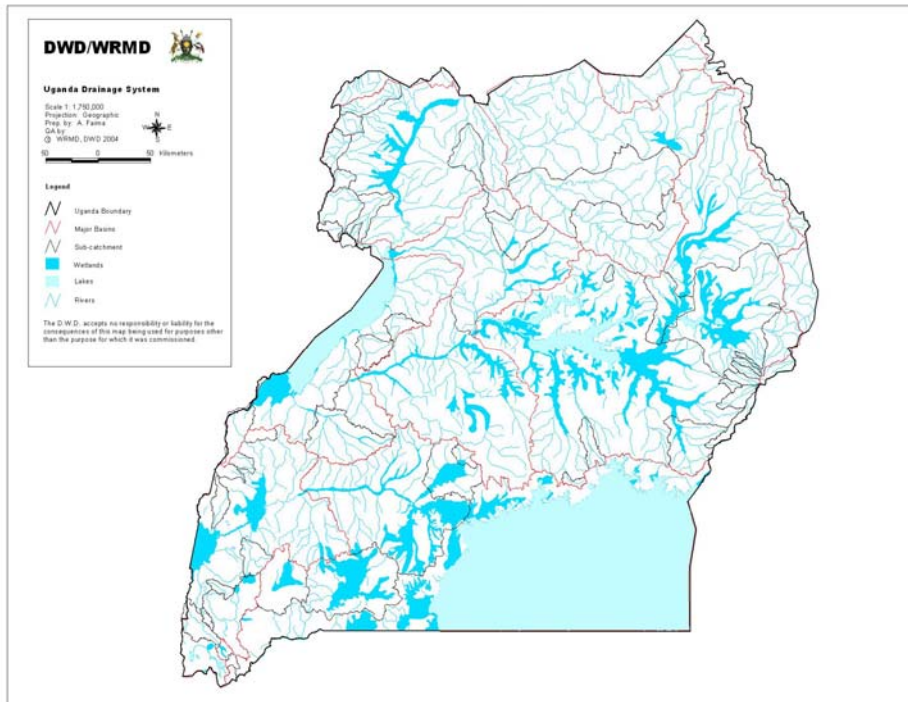 DWD/WRMD
Uganda Drainage System
Scale 1: 1,750,000
Projection: Geographic
Prep. by: A. Farina
QA by
© WRMD, DWD 2004
N
W E
S
50 0 50 Kilometers
Legend
Uganda Boundary
Major Basins
Sub-catchment
Wetlands
Lakes
Rivers
The D.W.D. accepts no responsibility or liability for the
consequences of this map being used for purposes other
than the purpose for which it was commissioned.